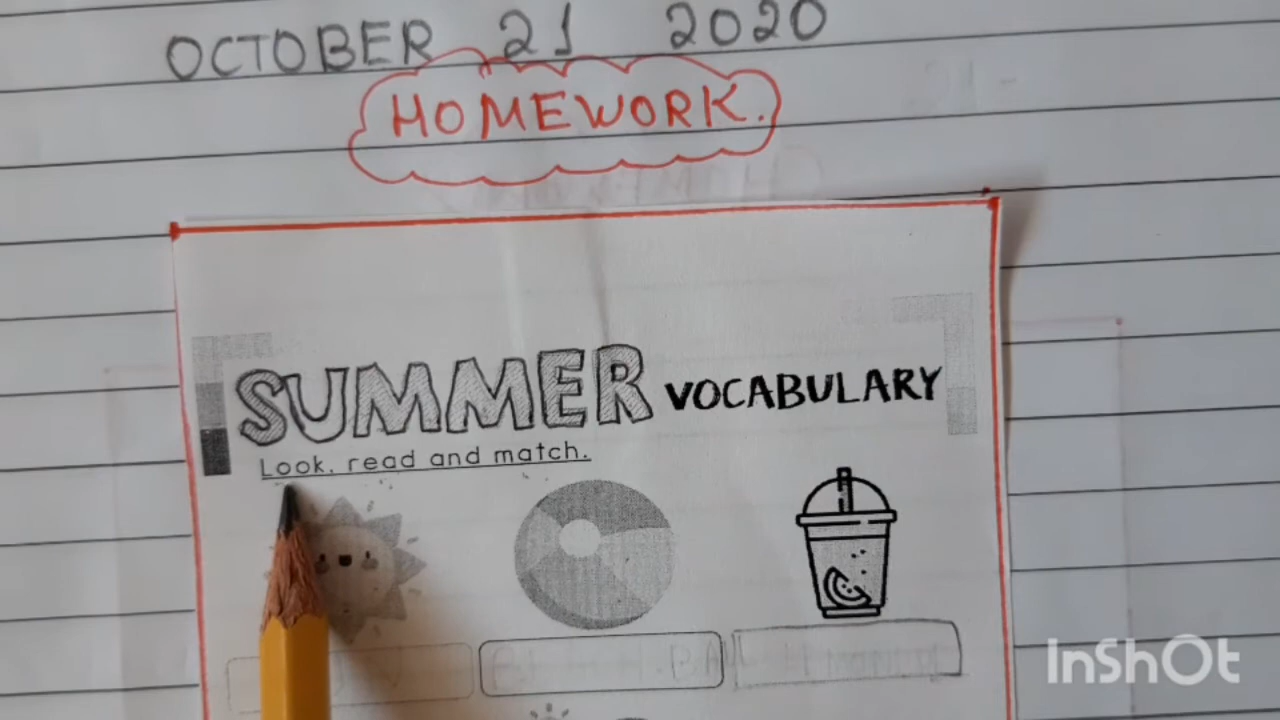 OCTOBER 21 2020
HOMEWORK.
SUMMER VOCABULARY
Look, read and match.
InShOt